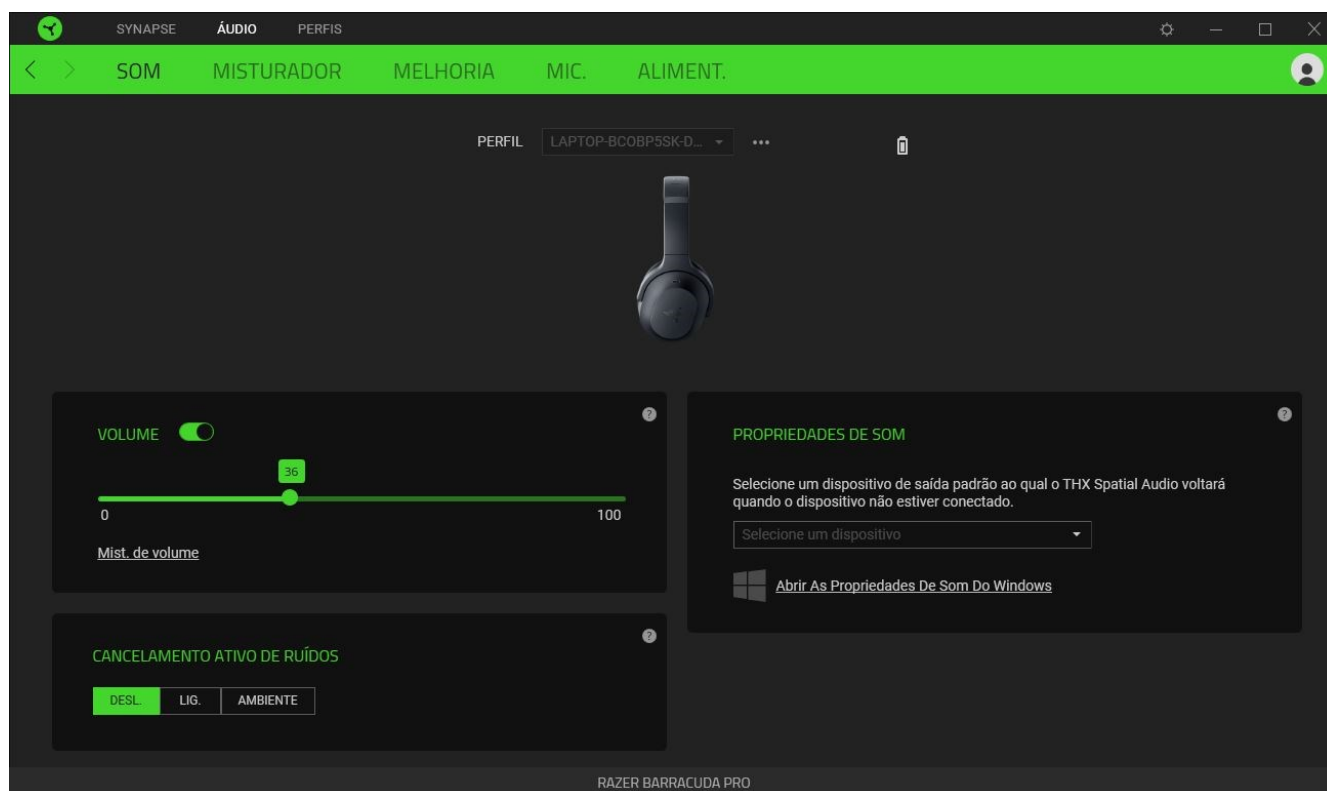 SYNAPSE ÁUDIO PERFIS
SOM MISTURADOR MELHORIA MIC. ALIMENT.
PERFIL LAPTOP-BCOBP5SK-D...
VOLUME
36
0 100
Mist. de volume
PROPRIEDADES DE SOM
Selecione um dispositivo de saída padrão ao qual o THX Spatial Audio voltará
quando o dispositivo não estiver conectado.
Selecione um dispositivo
Abrir As Propriedades De Som Do Windows
CANCELAMENTO ATIVO DE RUÍDOS
DESL. LIG. AMBIENTE
RAZER BARRACUDA PRO